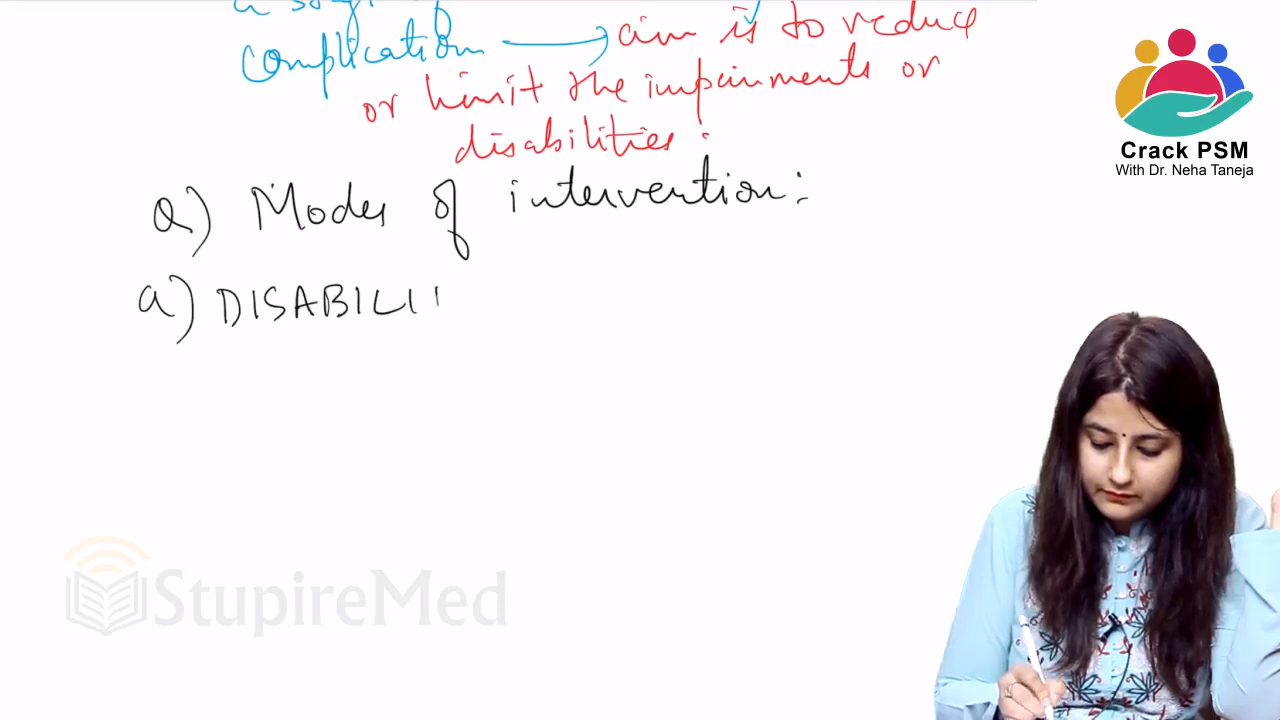 complication → aim is to reduce
or limit the impairments or
disabilities.
Q) Modes of intervention:
a) DISABILI
Crack PSM
With Dr. Neha Taneja
StupireMed